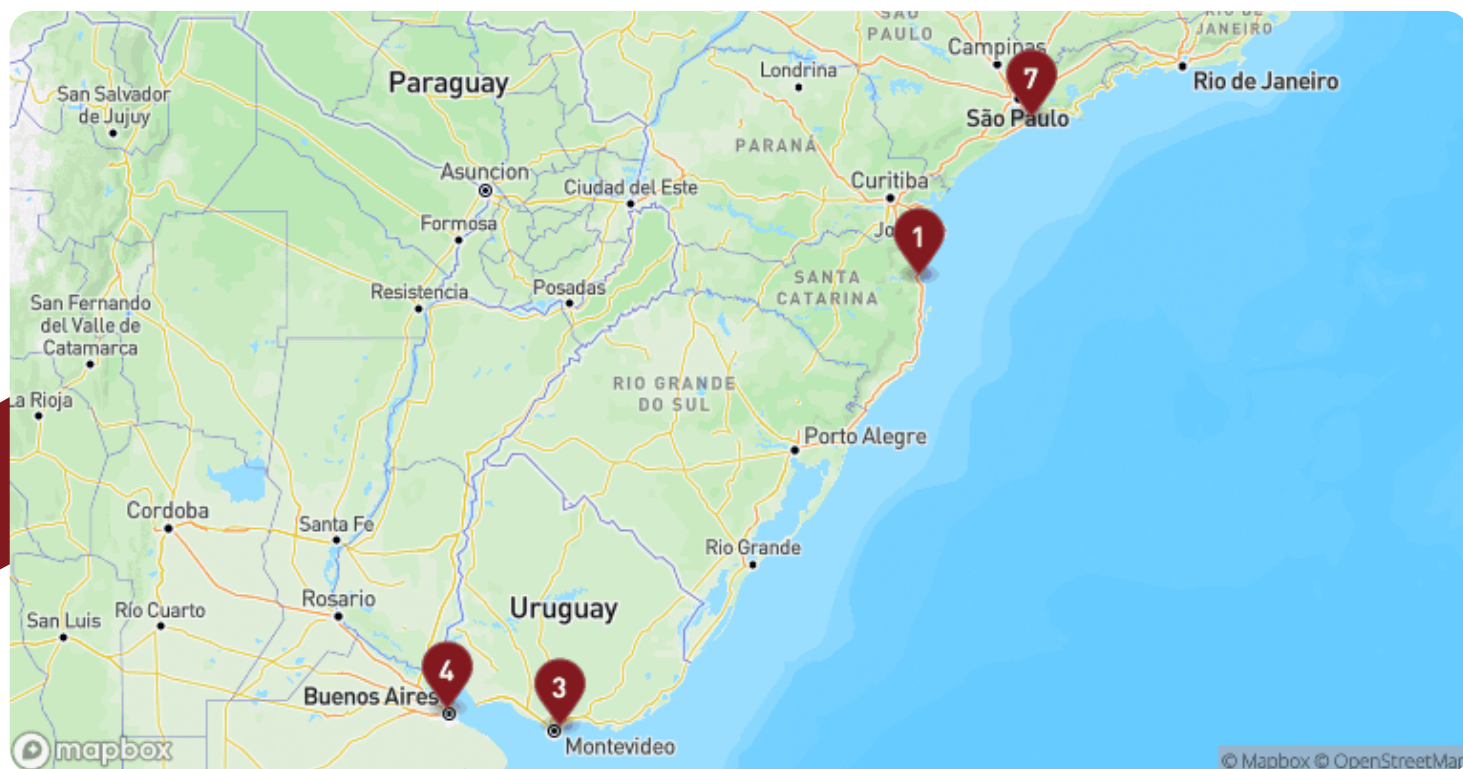 SÃO
PAULO
RIO DE
JANEIRO
Campinas
Paraguay
Londrina
7
Rio de Janeiro
San Salvador
de Jujuy
São Paulo
PARANÁ
Asuncion
Ciudad del Este
Curitiba
Formosa
1
SANTA
CATARINA
Resistencia
Posadas
San Fernando
del Valle de
Catamarca
RIO GRANDE
DO SUL
La Rioja
Porto Alegre
Cordoba
Santa Fe
Rio Grande
Rosario
Río Cuarto
San Luis
Uruguay
4
3
Buenos Aires
Montevideo
mapbox
© Mapbox © OpenStreetMap